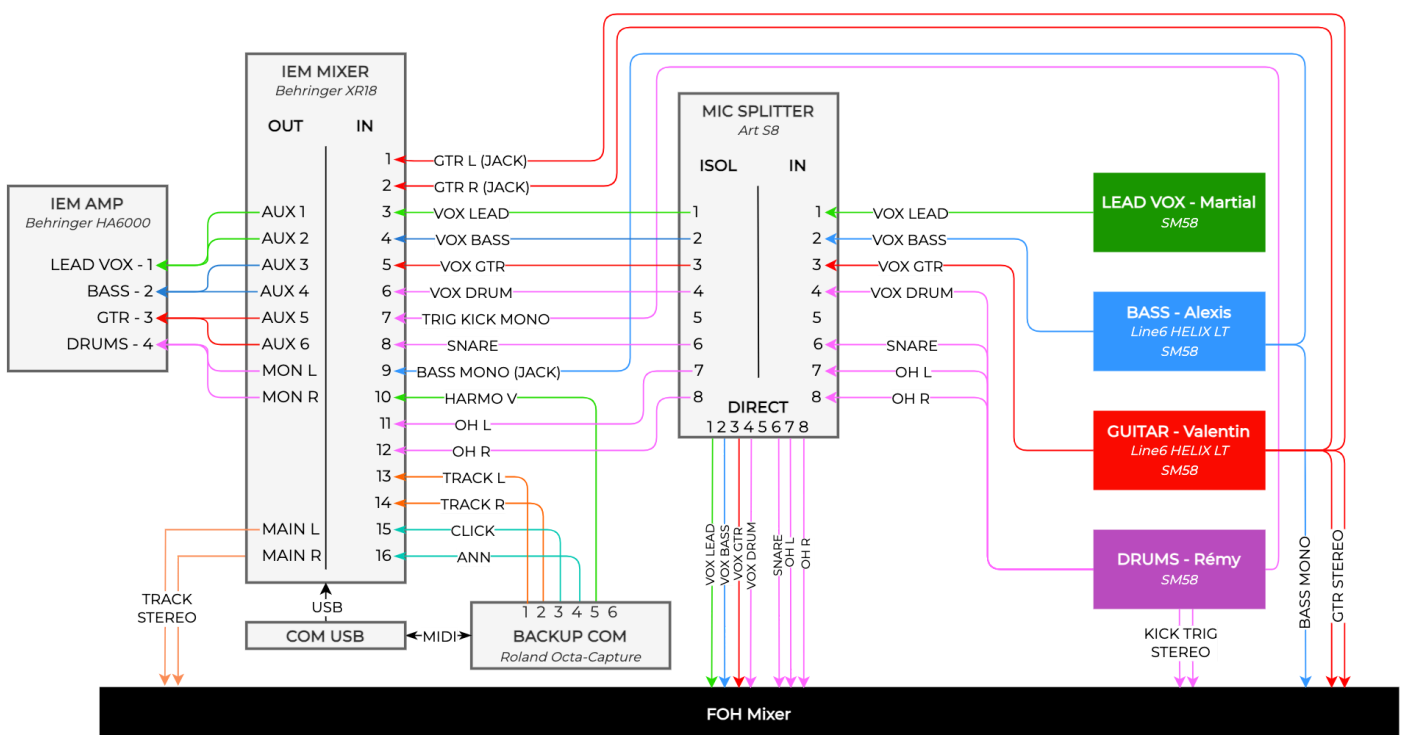 IEM MIXER
Behringer XR18
OUT IN
1 GTR L (JACK)
2 GTR R (JACK)
AUX 1 3 VOX LEAD
AUX 2 4 VOX BASS
AUX 3 5 VOX GTR
AUX 4 6 VOX DRUM
AUX 5 7 TRIG KICK MONO
AUX 6 8 SNARE
MON L 9 BASS MONO (JACK)
MON R 10 HARMO V
11 OH L
12 OH R
13 TRACK L
14 TRACK R
MAIN L 15 CLICK
MAIN R 16 ANN
IEM AMP
Behringer HA6000
LEAD VOX - 1
BASS - 2
GTR - 3
DRUMS - 4
MIC SPLITTER
Art S8
ISOL IN
1 1 VOX LEAD
2 2 VOX BASS
3 3 VOX GTR
4 4 VOX DRUM
5 5
6 6 SNARE
7 7 OH L
8 8 OH R
DIRECT
1 2 3 4 5 6 7 8
VOX LEAD
VOX BASS
VOX GTR
VOX DRUM
SNARE
OH L
OH R
LEAD VOX - Martial
SM58
BASS - Alexis
Line6 HELIX LT
SM58
GUITAR - Valentin
Line6 HELIX LT
SM58
DRUMS - Rémy
SM58
KICK TRIG
STEREO
BASS MONO
GTR STEREO
TRACK
STEREO
USB
COM USB
MIDI
1 2 3 4 5 6
BACKUP COM
Roland Octa-Capture
FOH Mixer